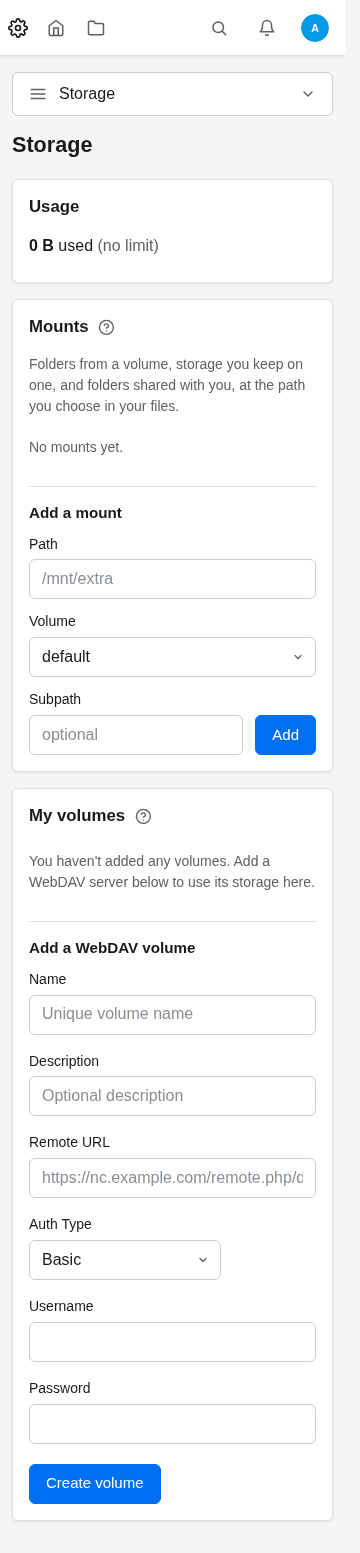 A
Storage
Storage
Usage
0 B used (no limit)
Mounts
Folders from a volume, storage you keep on
one, and folders shared with you, at the path
you choose in your files.
No mounts yet.
Add a mount
Path
/mnt/extra
Volume
default
Subpath
optional
Add
My volumes
You haven't added any volumes. Add a
WebDAV server below to use its storage here.
Add a WebDAV volume
Name
Unique volume name
Description
Optional description
Remote URL
https://nc.example.com/remote.php/d
Auth Type
Basic
Username
Password
Create volume